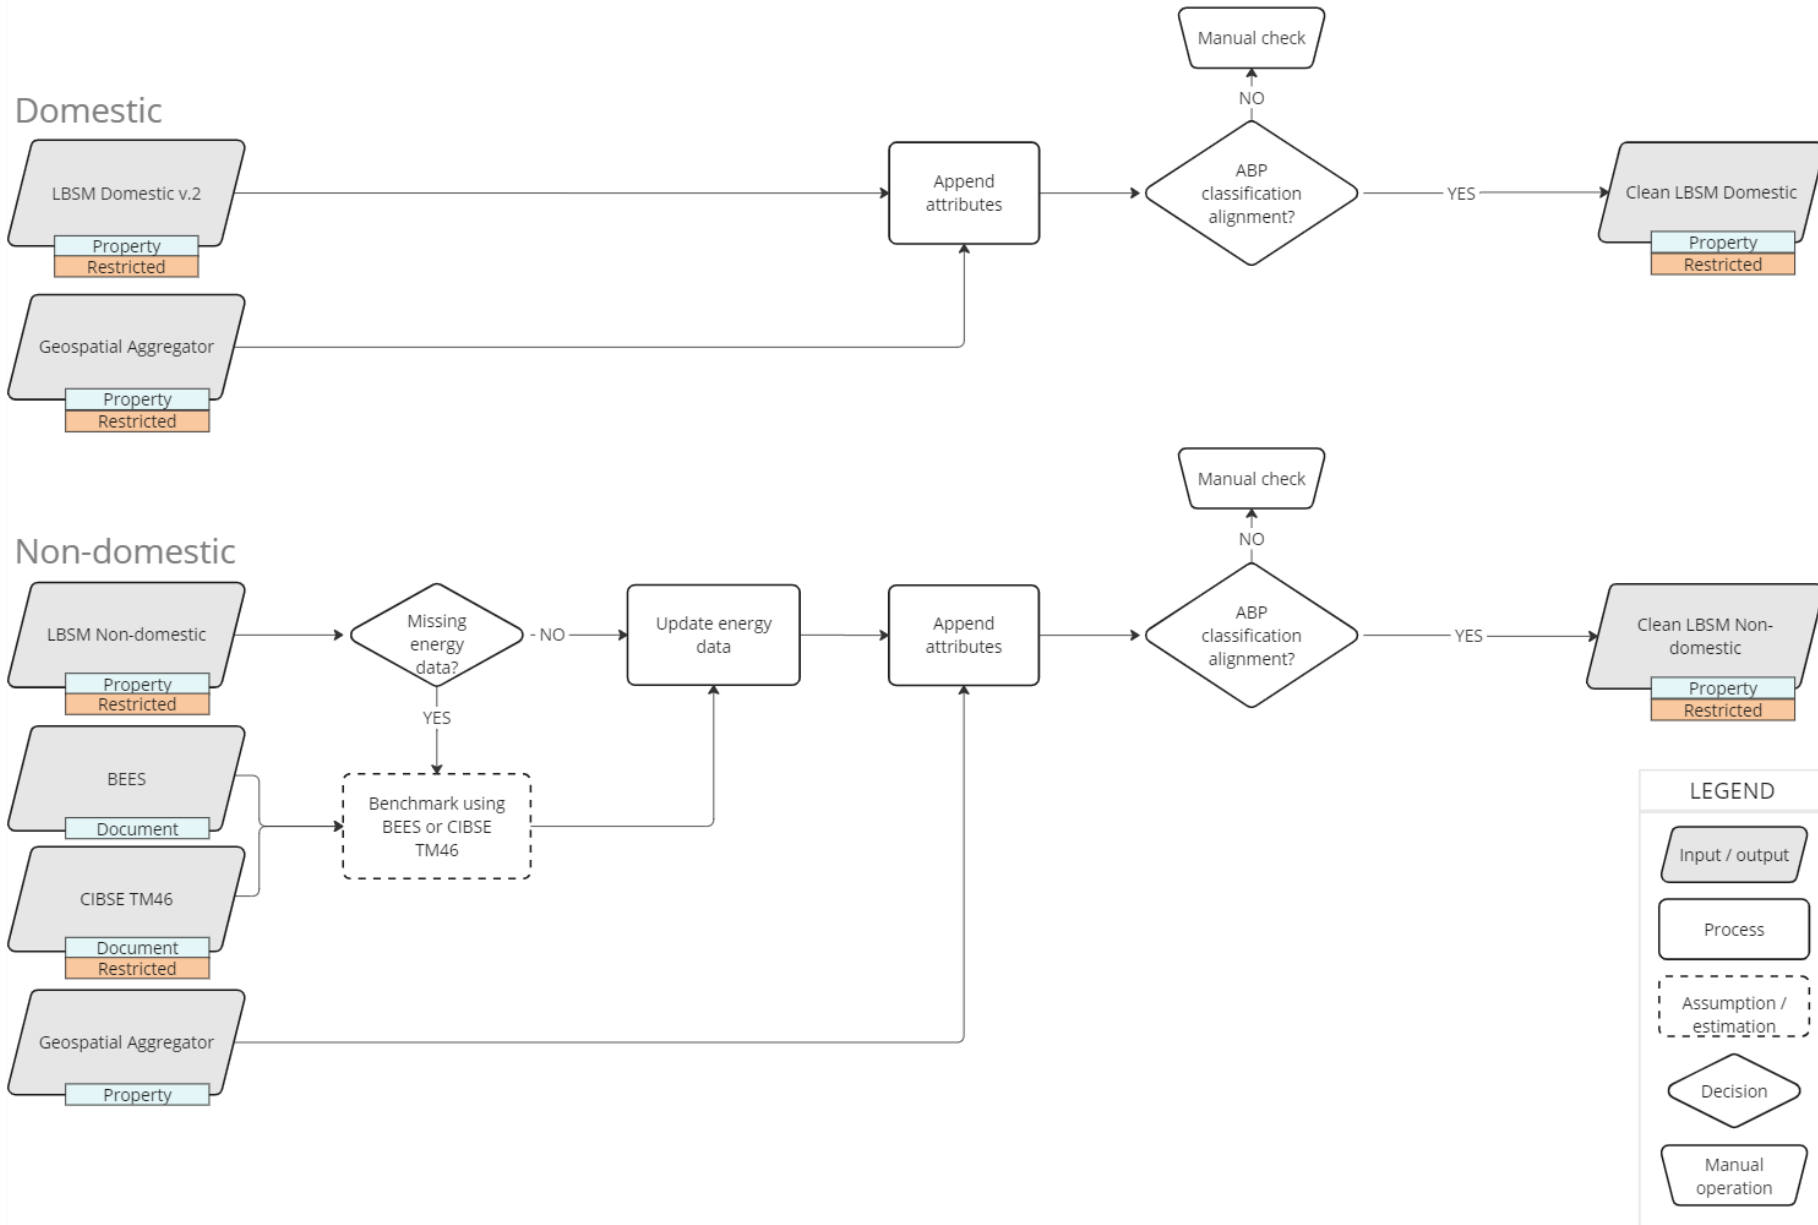 Manual check
NO
Domestic
LBSM Domestic v.2
Property
Restricted
Append
attributes
ABP
classification
alignment?
YES
Clean LBSM Domestic
Property
Restricted
Geospatial Aggregator
Property
Restricted
Manual check
NO
Non-domestic
LBSM Non-domestic
Property
Restricted
Missing
energy
data?
NO
YES
Update energy
data
Append
attributes
ABP
classification
alignment?
YES
Clean LBSM Non-
domestic
Property
Restricted
BEES
Document
Benchmark using
BEES or CIBSE
TM46
CIBSE TM46
Document
Restricted
Geospatial Aggregator
Property
LEGEND
Input / output
Process
Assumption /
estimation
Decision
Manual
operation